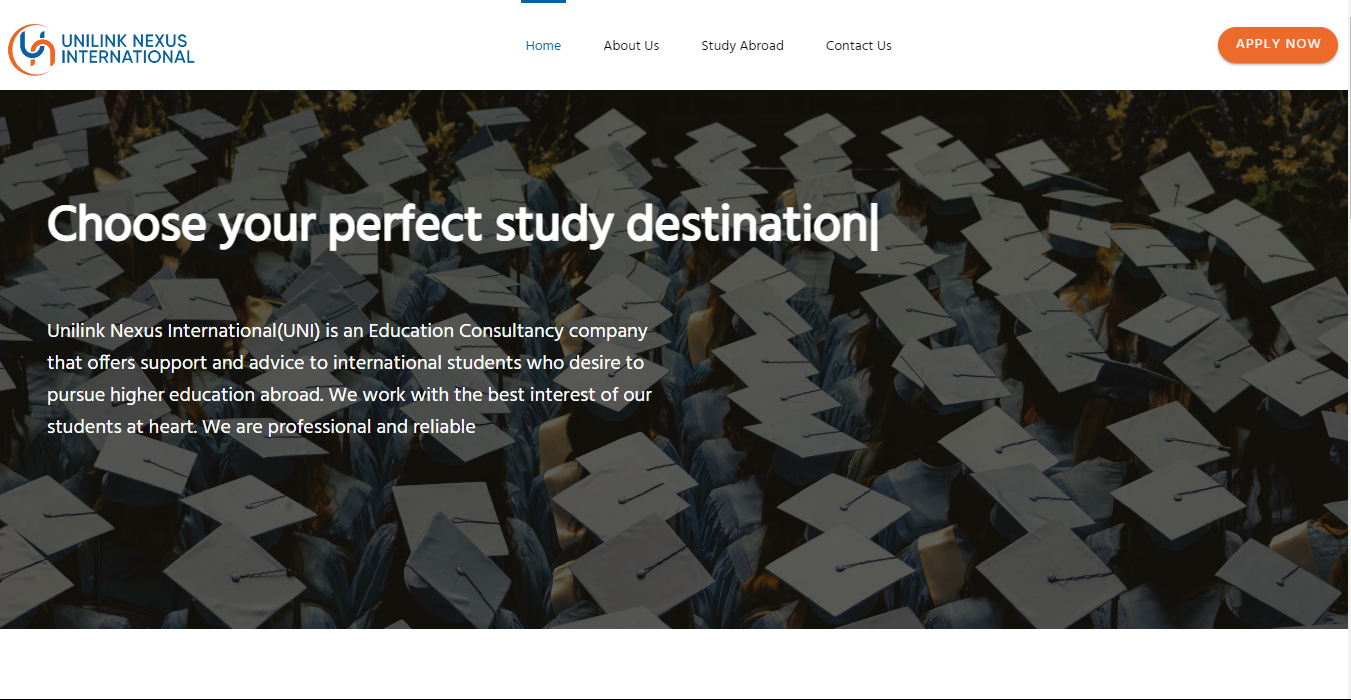 UNILINK NEXUS
INTERNATIONAL
Home
About Us
Study Abroad
Contact Us
APPLY NOW
Choose your perfect study destination|
Unilink Nexus International(UNI) is an Education Consultancy company
that offers support and advice to international students who desire to
pursue higher education abroad. We work with the best interest of our
students at heart. We are professional and reliable